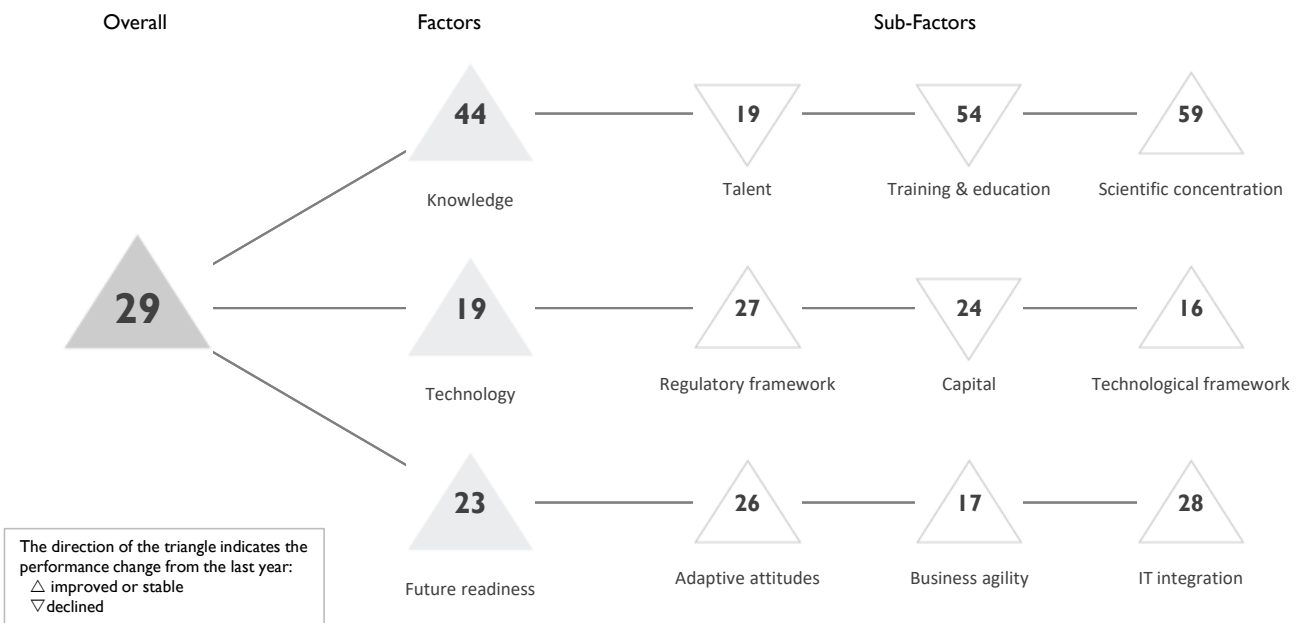 Overall
Factors
Sub-Factors
44
19
54
59
Knowledge
Talent
Training & education
Scientific concentration
29
19
27
24
16
Technology
Regulatory framework
Capital
Technological framework
23
26
17
28
Future readiness
Adaptive attitudes
Business agility
IT integration
The direction of the triangle indicates the
performance change from the last year:
△ improved or stable
▽ declined